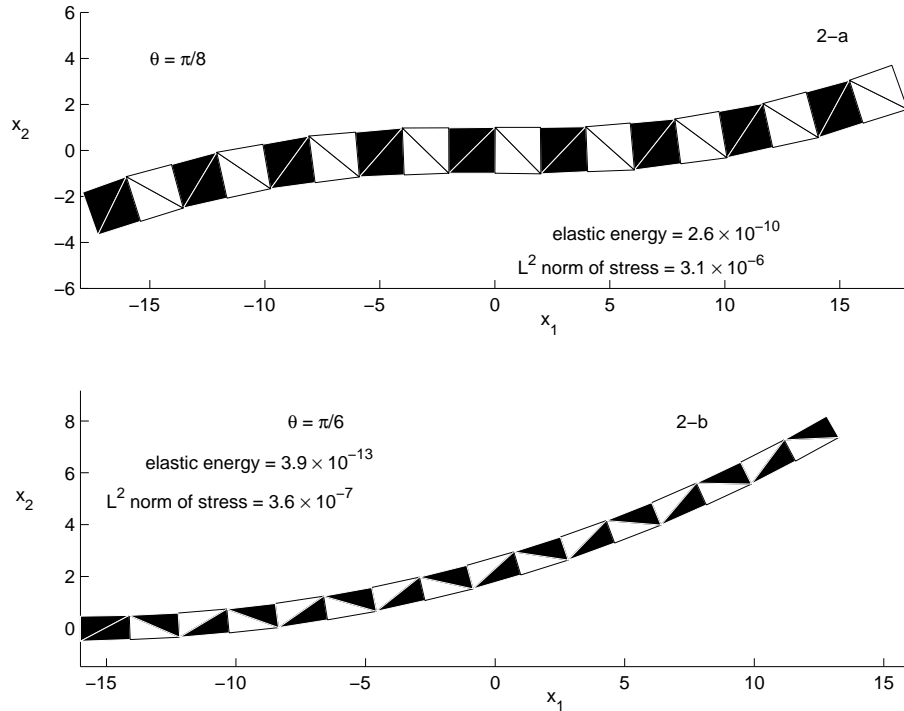 6
4
2
0
−2
−4
−6
x2
θ = π/8
2−a
elastic energy = 2.6 × 10−10
L2 norm of stress = 3.1 × 10−6
−15 −10 −5 0 5 10 15
x1
8
6
4
2
0
x2
θ = π/6
2−b
elastic energy = 3.9 × 10−13
L2 norm of stress = 3.6 × 10−7
−15 −10 −5 0 5 10 15
x1